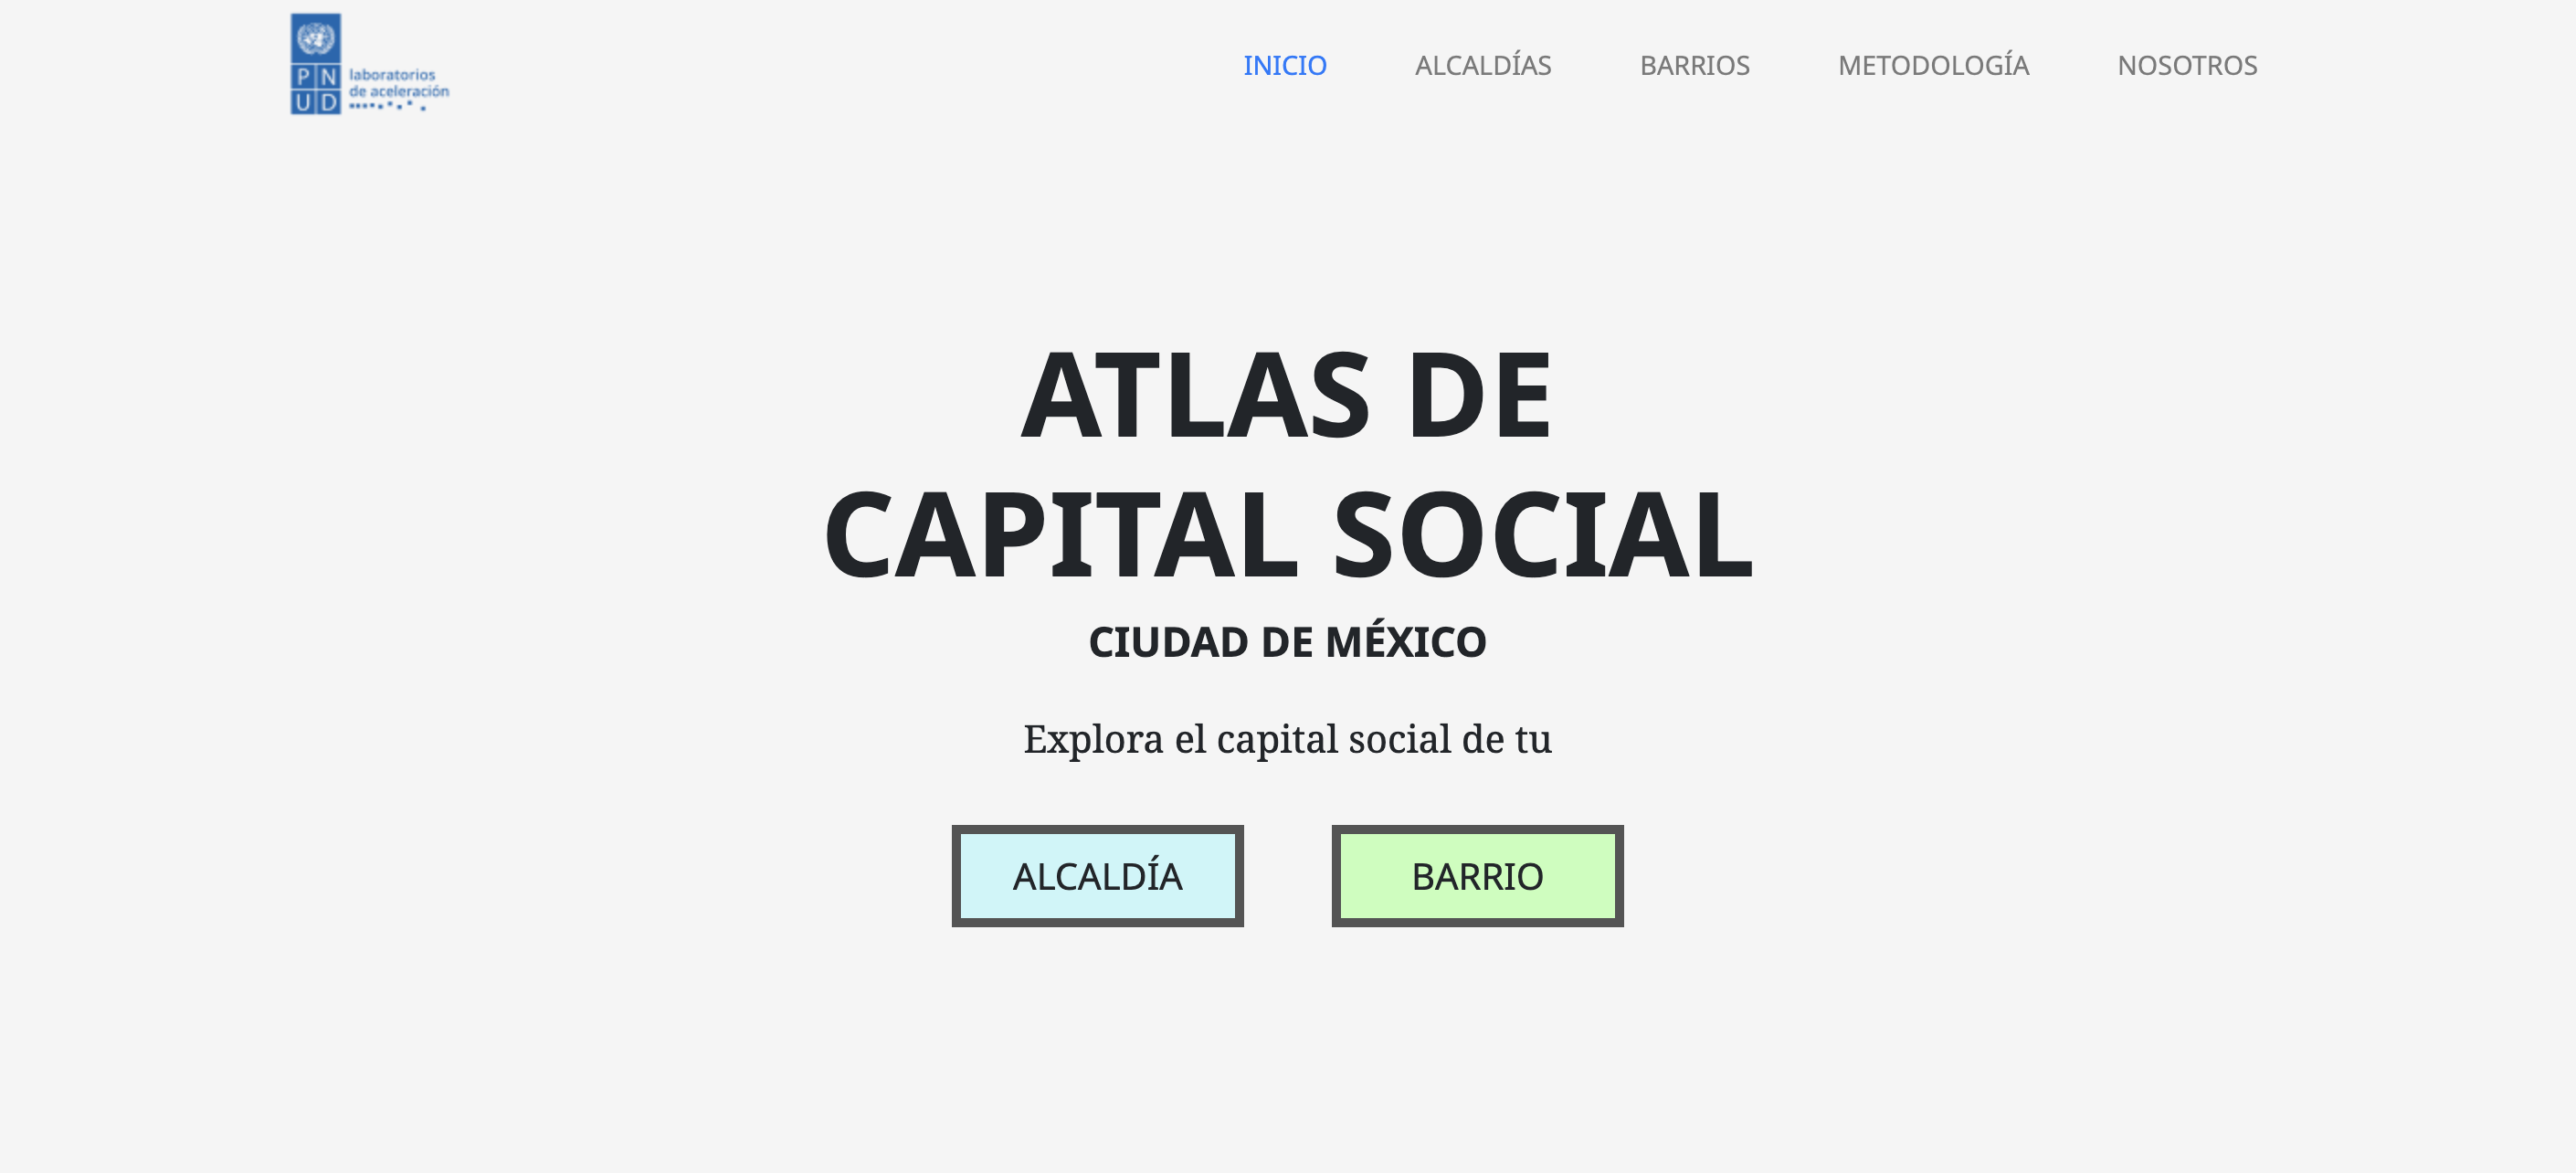 P N
U D
laboratorios
de aceleración
INICIO ALCALDÍAS BARRIOS METODOLOGÍA NOSOTROS
ATLAS DE
CAPITAL SOCIAL
CIUDAD DE MÉXICO
Explora el capital social de tu
ALCALDÍA BARRIO